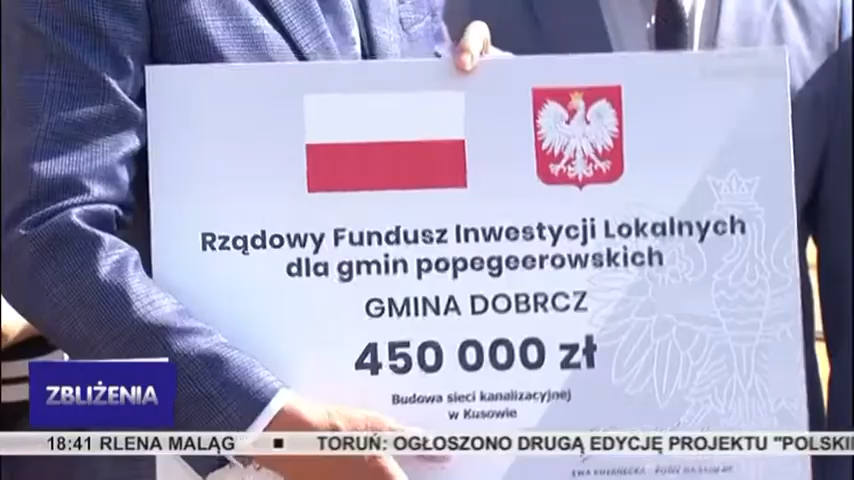 Rządowy Fundusz Inwestycji Lokalnych
dla gmin popegeerowskich
GMINA DOBRCZ
450 000 zł
Budowa sieci kanalizacyjnej
w Kusowie
ZBLIŻENIA
18:41 RLENA MALĄG ■ TORUŃ: OGŁOSZONO DRUGĄ EDYCJĘ PROJEKTU "POLSKI